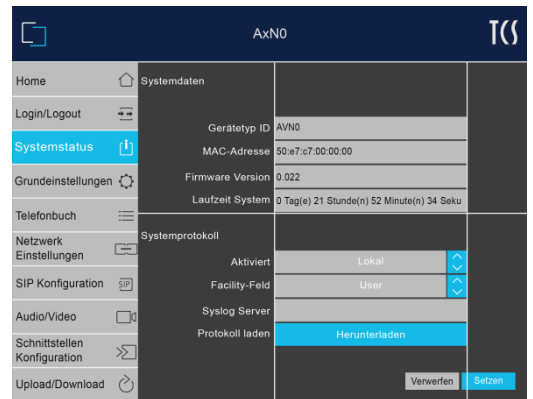 AxN0
TCS
Home
Login/Logout
Systemstatus
Grundeinstellungen
Telefonbuch
Netzwerk
Einstellungen
SIP Konfiguration
SIP
Audio/Video
Schnittstellen
Konfiguration
Upload/Download
Systemdaten
Gerätetyp ID AVN0
MAC-Adresse 50:e7:c7:00:00:00
Firmware Version 0.022
Laufzeit System 0 Tag(e) 21 Stunde(n) 52 Minute(n) 34 Seku
Systemprotokoll
Aktiviert Lokal
Facility-Feld User
Syslog Server
Protokoll laden Herunterladen
Verwerfen Setzen